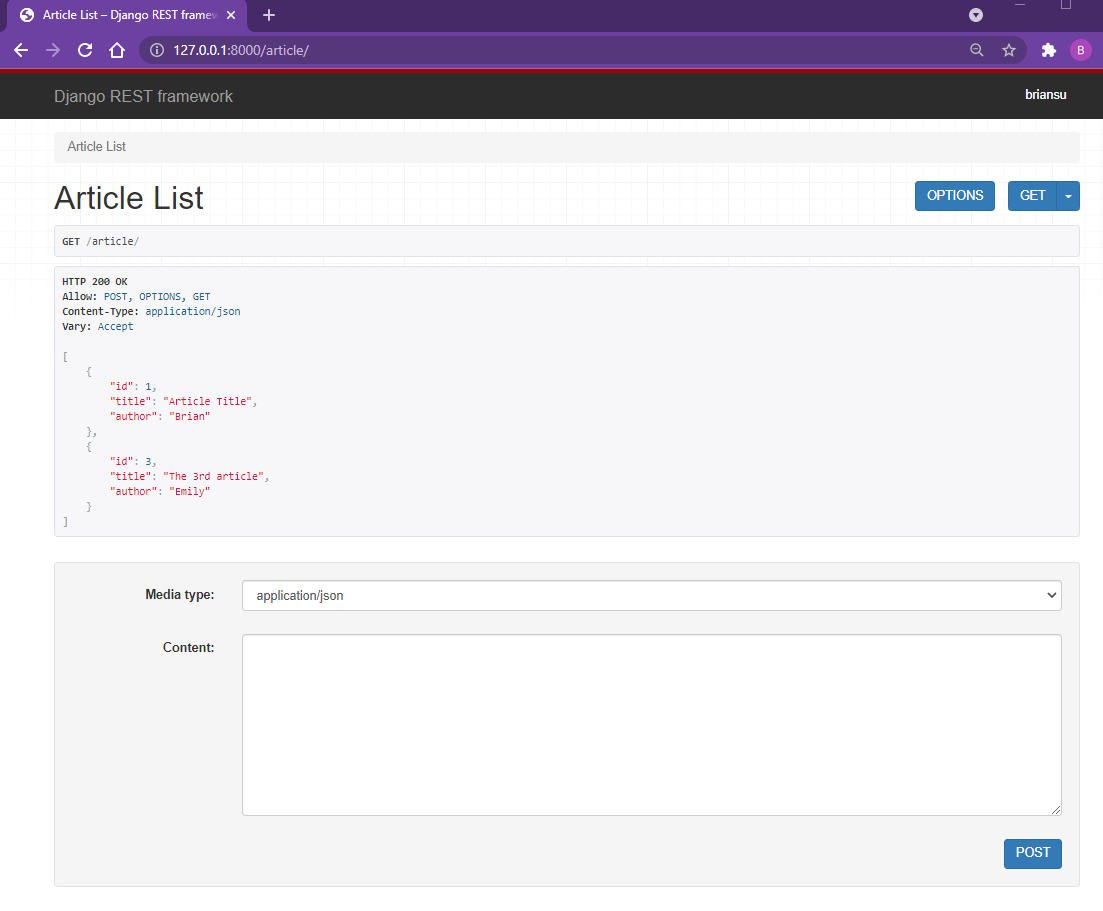 Article List – Django REST framew
127.0.0.1:8000/article/
B
Django REST framework
briansu
Article List
Article List
OPTIONS
GET
GET /article/
HTTP 200 OK
Allow: POST, OPTIONS, GET
Content-Type: application/json
Vary: Accept
[
    {
        "id": 1,
        "title": "Article Title",
        "author": "Brian"
    },
    {
        "id": 3,
        "title": "The 3rd article",
        "author": "Emily"
    }
]
Media type:
application/json
Content:
POST